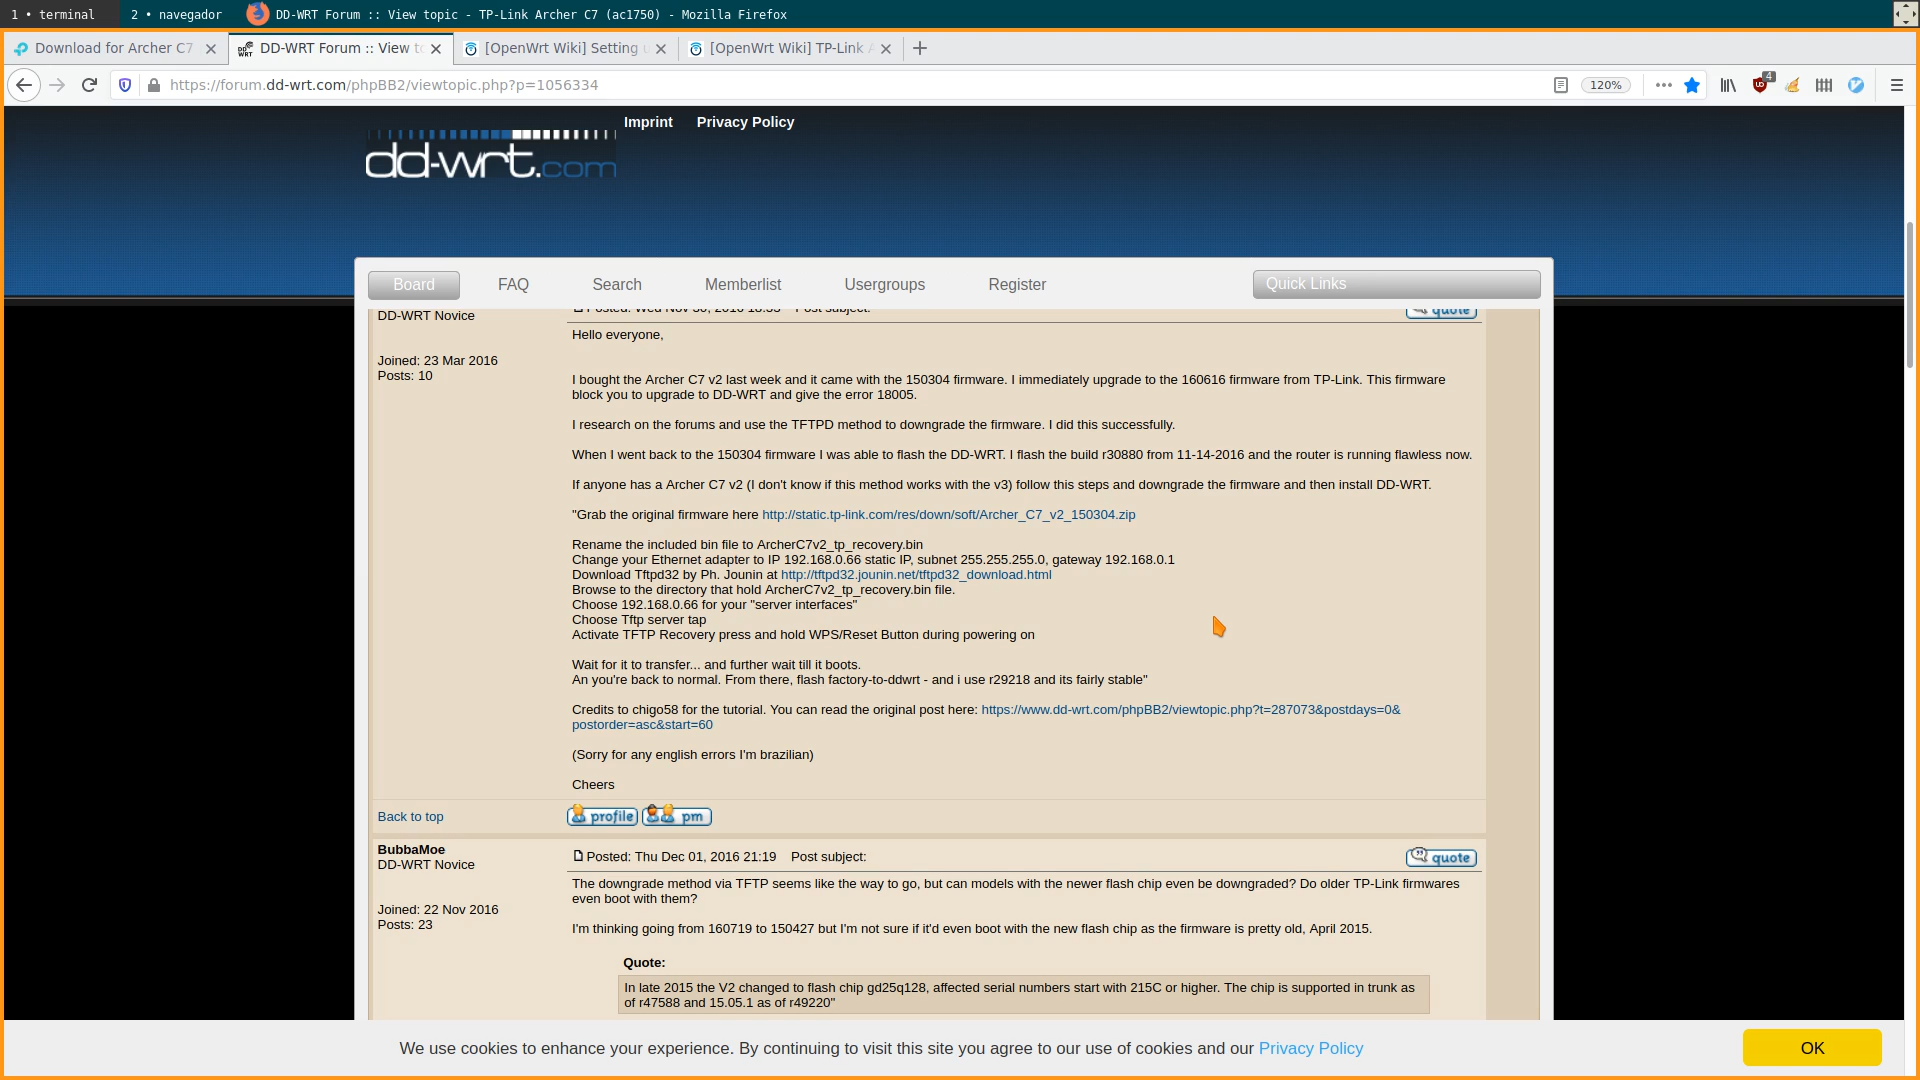 1 • terminal
2 • navegador
DD-WRT Forum :: View topic - TP-Link Archer C7 (ac1750) - Mozilla Firefox
Download for Archer C7
DD-WRT Forum :: View to
[OpenWrt Wiki] Setting
[OpenWrt Wiki] TP-Link
https://forum.dd-wrt.com/phpBB2/viewtopic.php?p=1056334
120%
4
dd-wrt.com
Imprint
Privacy Policy
Board
FAQ
Search
Memberlist
Usergroups
Register
Quick Links
DD-WRT Novice
Joined: 23 Mar 2016
Posts: 10
quote
Hello everyone,
I bought the Archer C7 v2 last week and it came with the 150304 firmware. I immediately upgrade to the 160616 firmware from TP-Link. This firmware
block you to upgrade to DD-WRT and give the error 18005.
I research on the forums and use the TFTPD method to downgrade the firmware. I did this successfully.
When I went back to the 150304 firmware I was able to flash the DD-WRT. I flash the build r30880 from 11-14-2016 and the router is running flawless now.
If anyone has a Archer C7 v2 (I don't know if this method works with the v3) follow this steps and downgrade the firmware and then install DD-WRT.
"Grab the original firmware here http://static.tp-link.com/res/down/soft/Archer_C7_v2_150304.zip
Rename the included bin file to ArcherC7v2_tp_recovery.bin
Change your Ethernet adapter to IP 192.168.0.66 static IP, subnet 255.255.255.0, gateway 192.168.0.1
Download Tftpd32 by Ph. Jounin at http://tftpd32.jounin.net/tftpd32_download.html
Browse to the directory that hold ArcherC7v2_tp_recovery.bin file.
Choose 192.168.0.66 for your "server interfaces"
Choose Tftp server tap
Activate TFTP Recovery press and hold WPS/Reset Button during powering on
Wait for it to transfer... and further wait till it boots.
An you're back to normal. From there, flash factory-to-ddwrt - and i use r29218 and its fairly stable"
Credits to chigo58 for the tutorial. You can read the original post here: https://www.dd-wrt.com/phpBB2/viewtopic.php?t=287073&postdays=0&
postorder=asc&start=60
(Sorry for any english errors I'm brazilian)
Cheers
Back to top
profile
pm
BubbaMoe
DD-WRT Novice
Joined: 22 Nov 2016
Posts: 23
Posted: Thu Dec 01, 2016 21:19 Post subject:
quote
The downgrade method via TFTP seems like the way to go, but can models with the newer flash chip even be downgraded? Do older TP-Link firmwares
even boot with them?
I'm thinking going from 160719 to 150427 but I'm not sure if it'd even boot with the new flash chip as the firmware is pretty old, April 2015.
Quote:
In late 2015 the V2 changed to flash chip gd25q128, affected serial numbers start with 215C or higher. The chip is supported in trunk as
of r47588 and 15.05.1 as of r49220"
We use cookies to enhance your experience. By continuing to visit this site you agree to our use of cookies and our Privacy Policy
OK